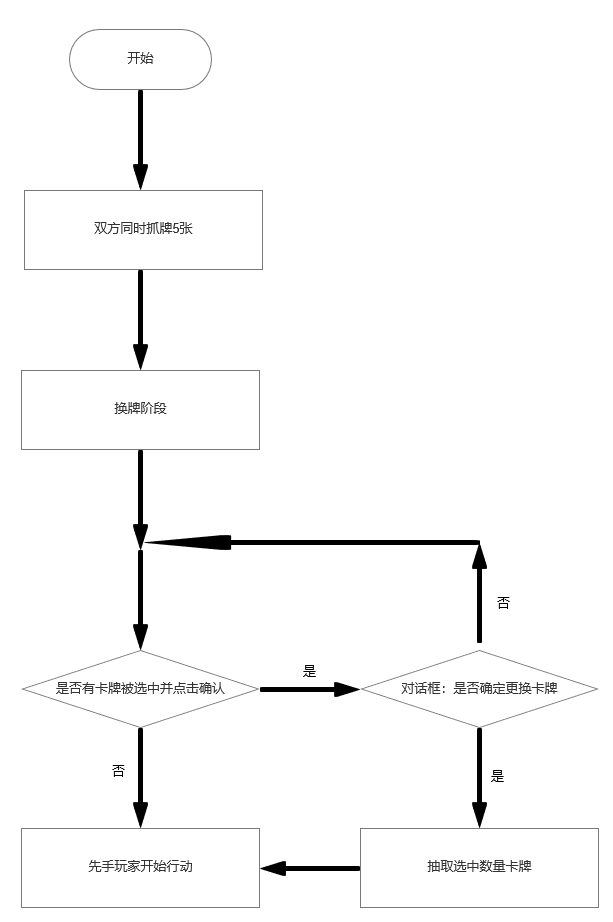 开始
双方同时抓牌5张
换牌阶段
否
是
是否有卡牌被选中并点击确认
对话框：是否确定更换卡牌
否
是
先手玩家开始行动
抽取选中数量卡牌